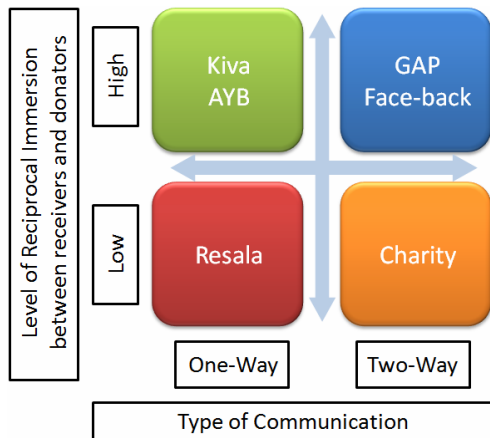 Level of Reciprocal Immersion
between receivers and donators
High
Low
Kiva
AYB
GAP
Face-back
Resala
Charity
One-Way
Two-Way
Type of Communication